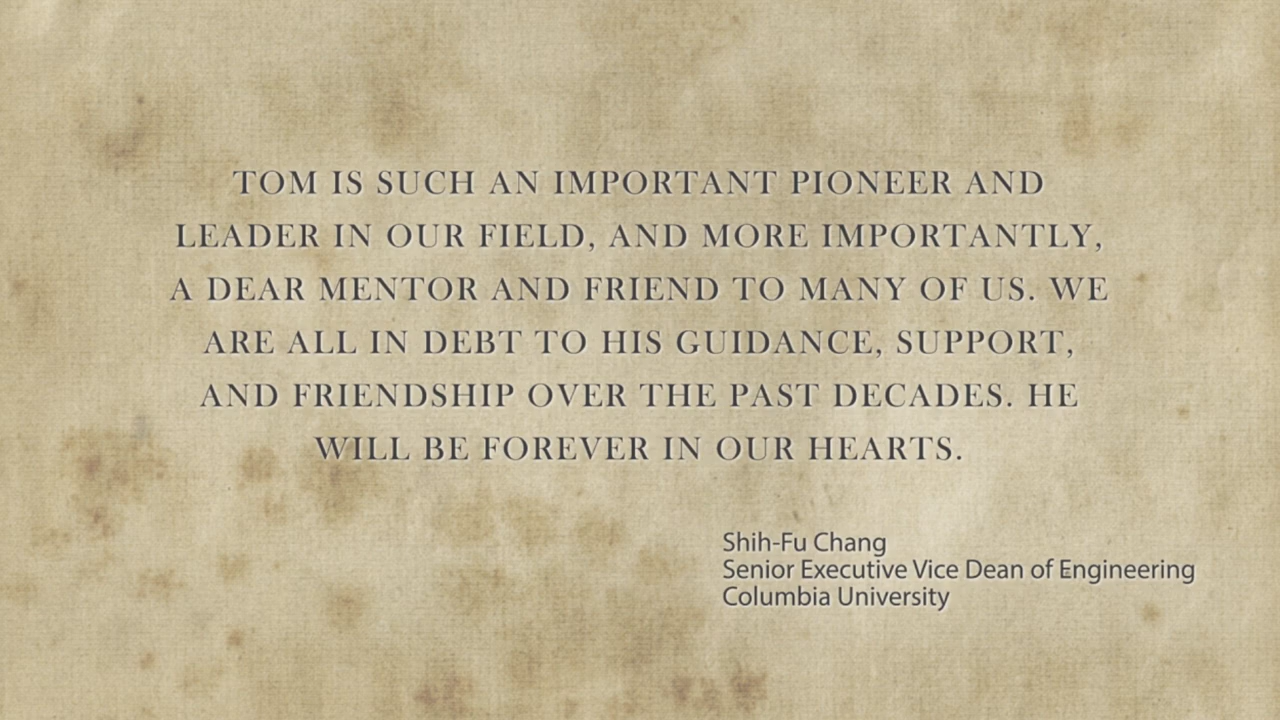 TOM IS SUCH AN IMPORTANT PIONEER AND
LEADER IN OUR FIELD, AND MORE IMPORTANTLY,
A DEAR MENTOR AND FRIEND TO MANY OF US. WE
ARE ALL IN DEBT TO HIS GUIDANCE, SUPPORT,
AND FRIENDSHIP OVER THE PAST DECADES. HE
WILL BE FOREVER IN OUR HEARTS.
Shih-Fu Chang
Senior Executive Vice Dean of Engineering
Columbia University